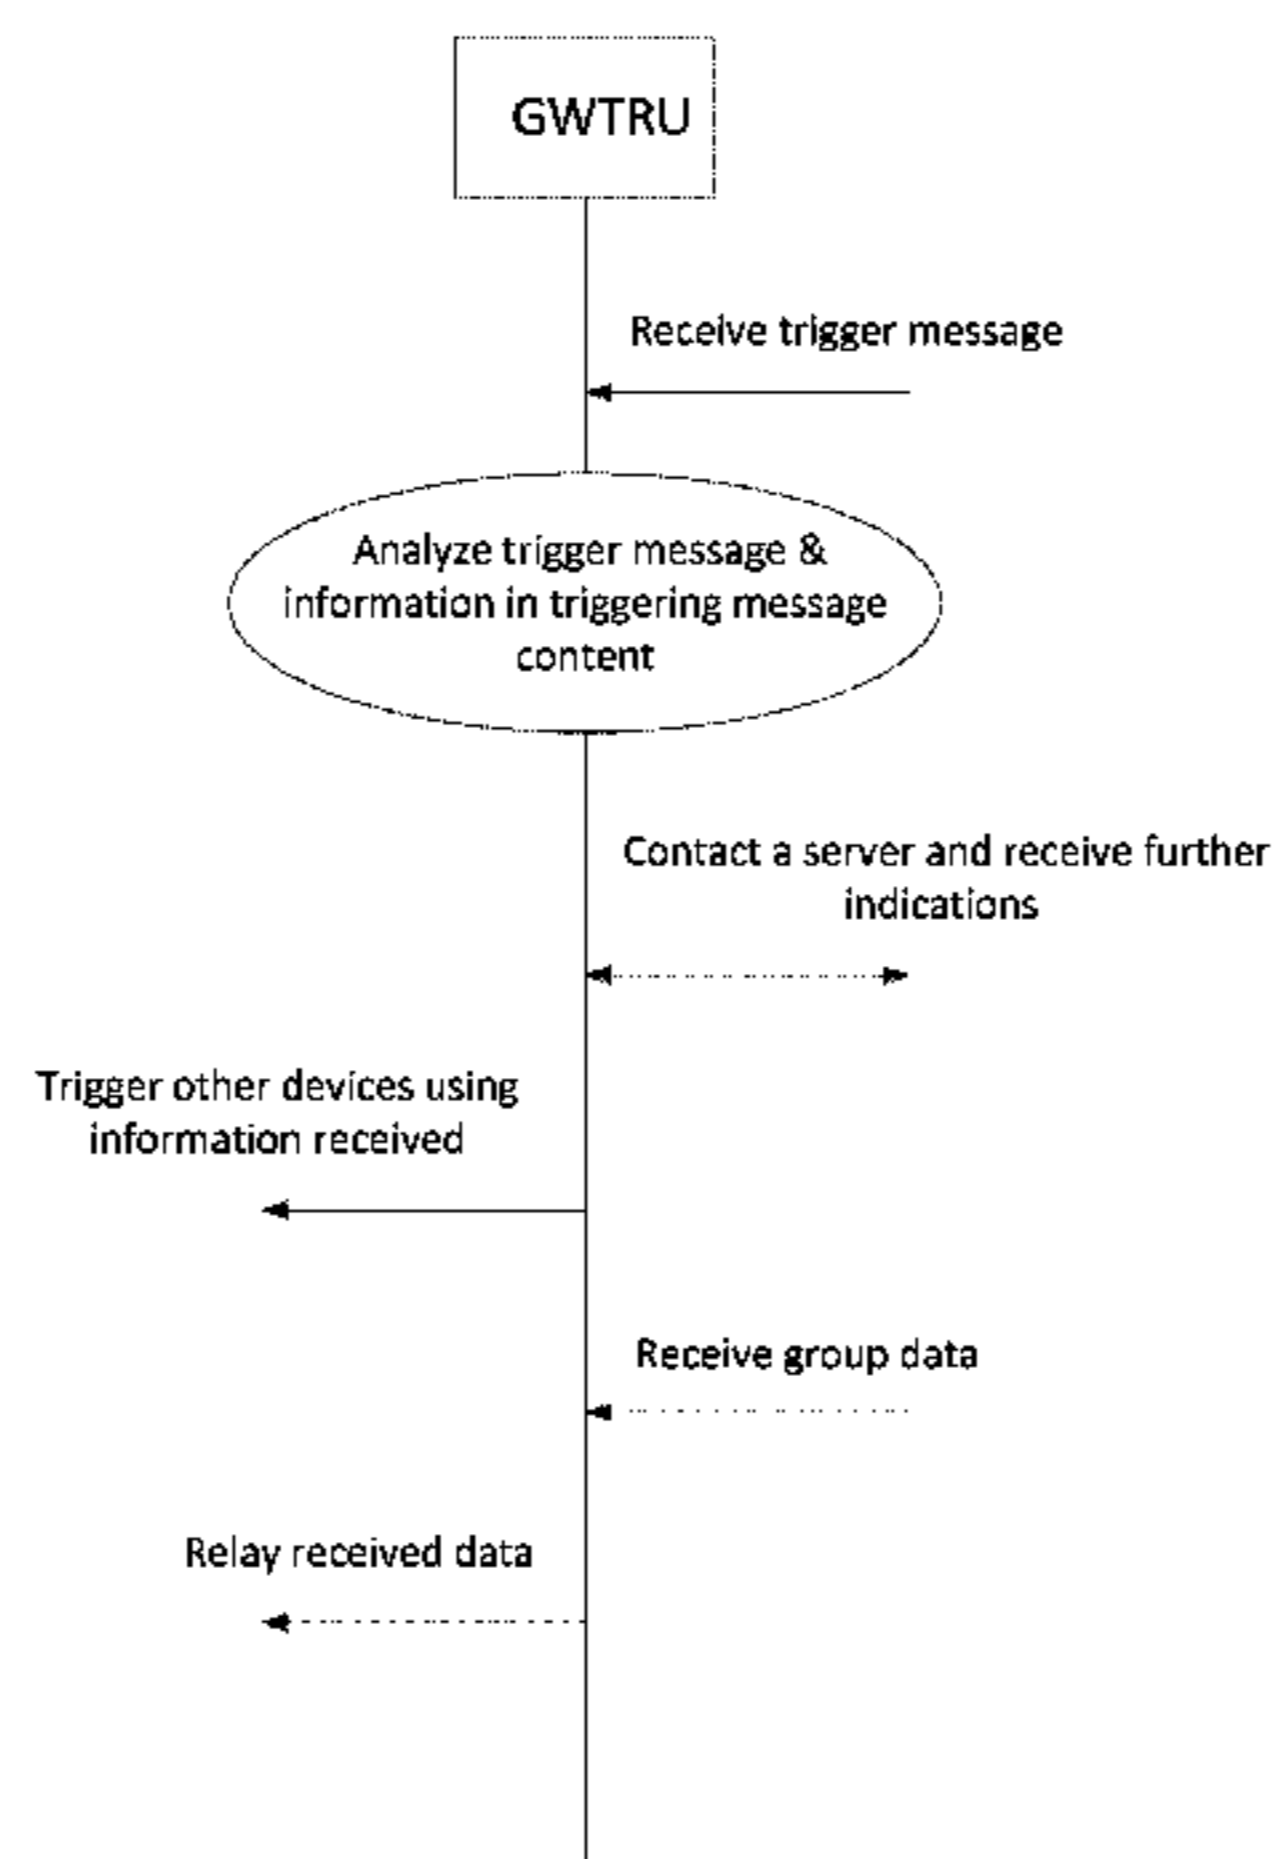 GWTRU
Receive trigger message
Analyze trigger message &
information in triggering message
content
Contact a server and receive further
indications
Trigger other devices using
information received
Receive group data
Relay received data